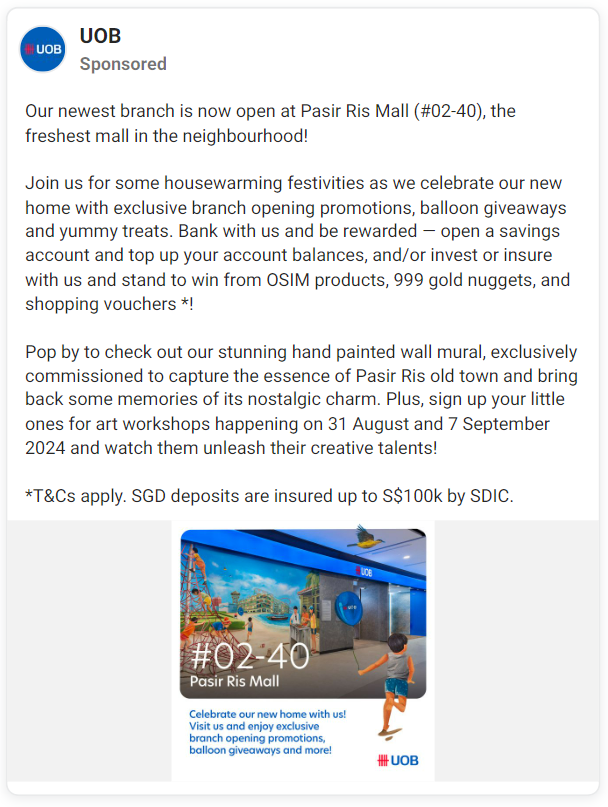 UOB
UOB
Sponsored
Our newest branch is now open at Pasir Ris Mall (#02-40), the
freshest mall in the neighbourhood!
Join us for some housewarming festivities as we celebrate our new
home with exclusive branch opening promotions, balloon giveaways
and yummy treats. Bank with us and be rewarded — open a savings
account and top up your account balances, and/or invest or insure
with us and stand to win from OSIM products, 999 gold nuggets, and
shopping vouchers *!
Pop by to check out our stunning hand painted wall mural, exclusively
commissioned to capture the essence of Pasir Ris old town and bring
back some memories of its nostalgic charm. Plus, sign up your little
ones for art workshops happening on 31 August and 7 September
2024 and watch them unleash their creative talents!
*T&Cs apply. SGD deposits are insured up to S$100k by SDIC.
UOB
UOB
#02-40
Pasir Ris Mall
Celebrate our new home with us!
Visit us and enjoy exclusive
branch opening promotions,
balloon giveaways and more!
UOB